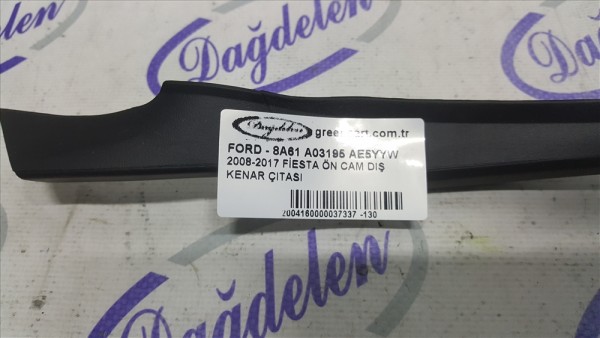 Dağdelen
Dağdelen
greenpart.com.tr
FORD - 8A61 A03195 AE5YYW
2008-2017 FİESTA ÖN CAM DIŞ
KENAR ÇITASI
2004160000037337 -130
Dağdelen